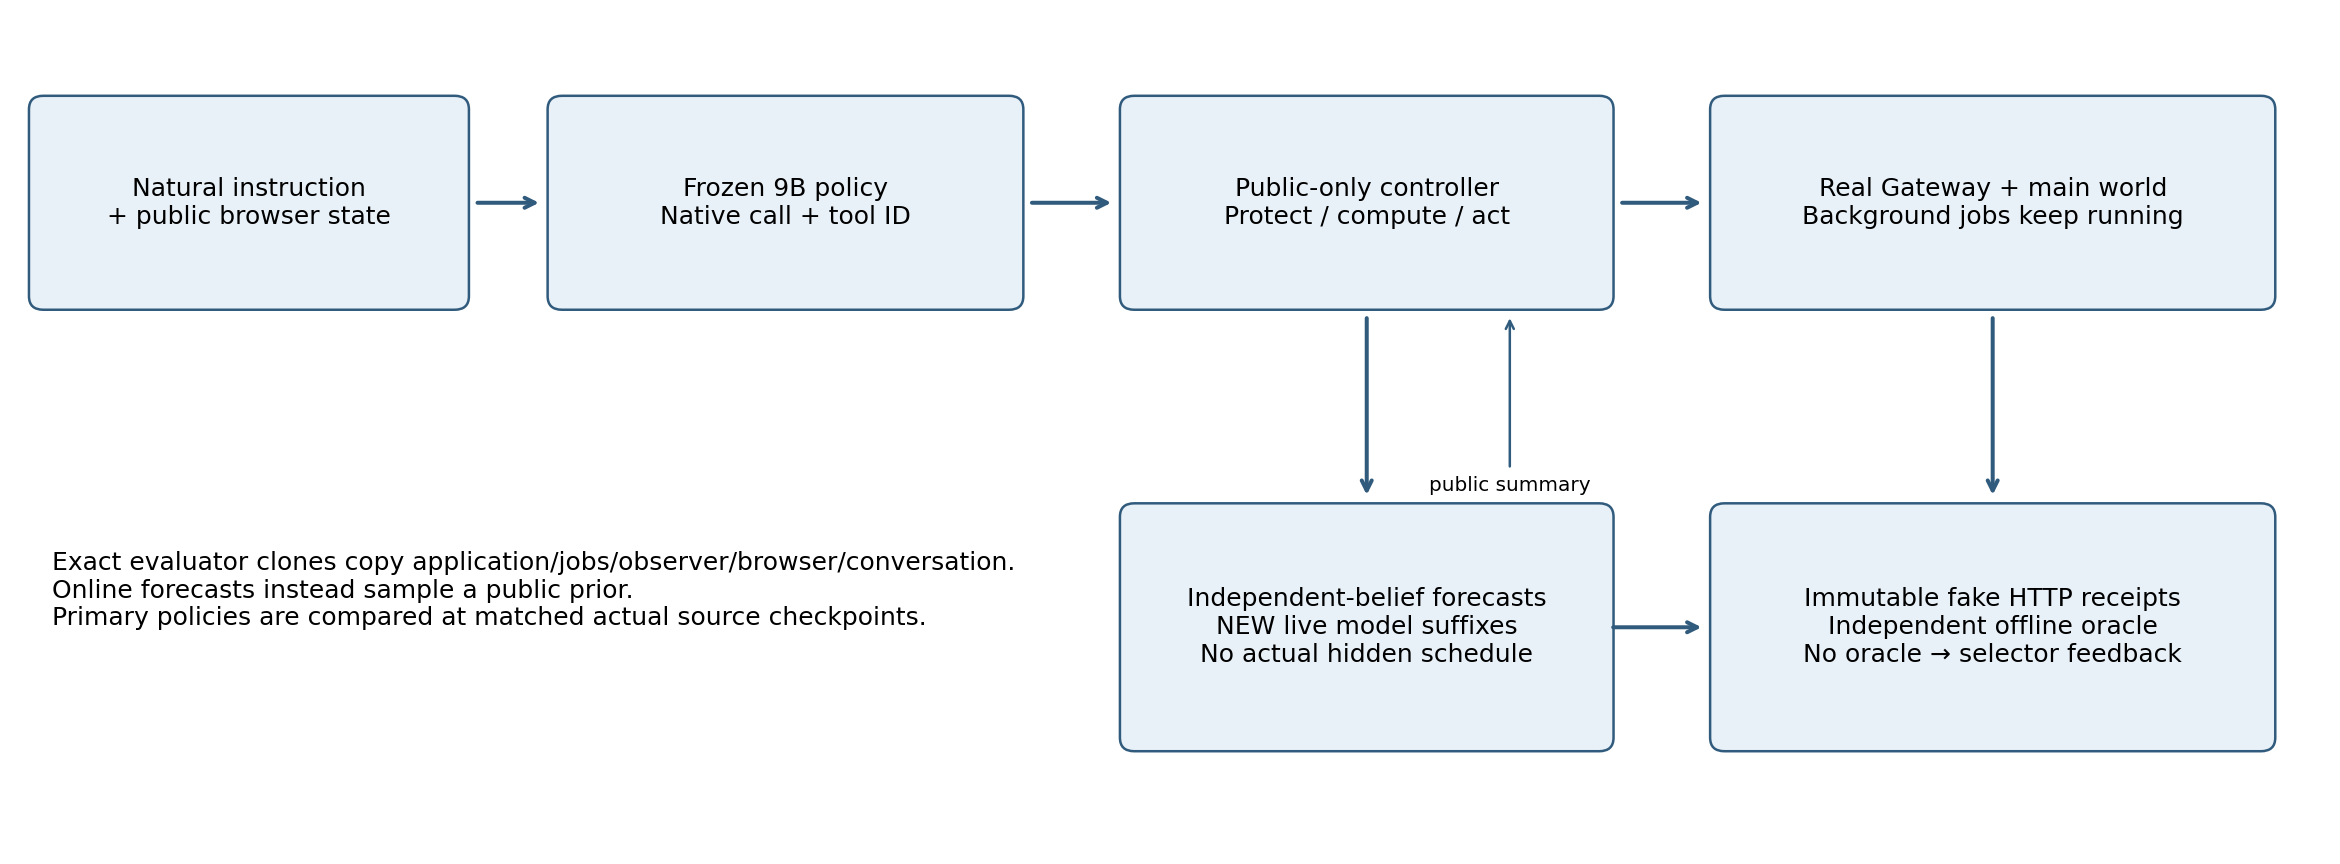 Natural instruction
+ public browser state
Frozen 9B policy
Native call + tool ID
Public-only controller
Protect / compute / act
Real Gateway + main world
Background jobs keep running
public summary
Exact evaluator clones copy application/jobs/observer/browser/conversation.
Online forecasts instead sample a public prior.
Primary policies are compared at matched actual source checkpoints.
Independent-belief forecasts
NEW live model suffixes
No actual hidden schedule
Immutable fake HTTP receipts
Independent offline oracle
No oracle → selector feedback